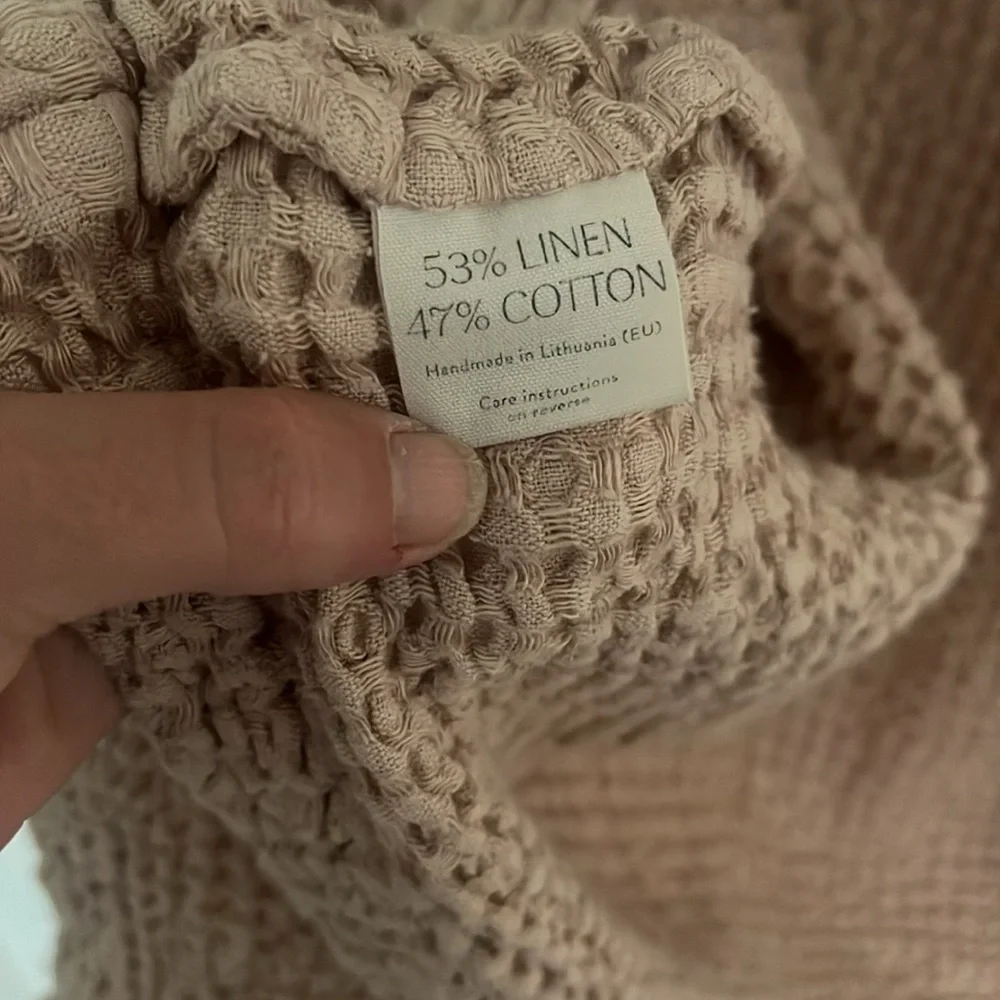 53% LINEN
47% COTTON
Handmade in Lithuania (EU)
Care instructions
on reverse